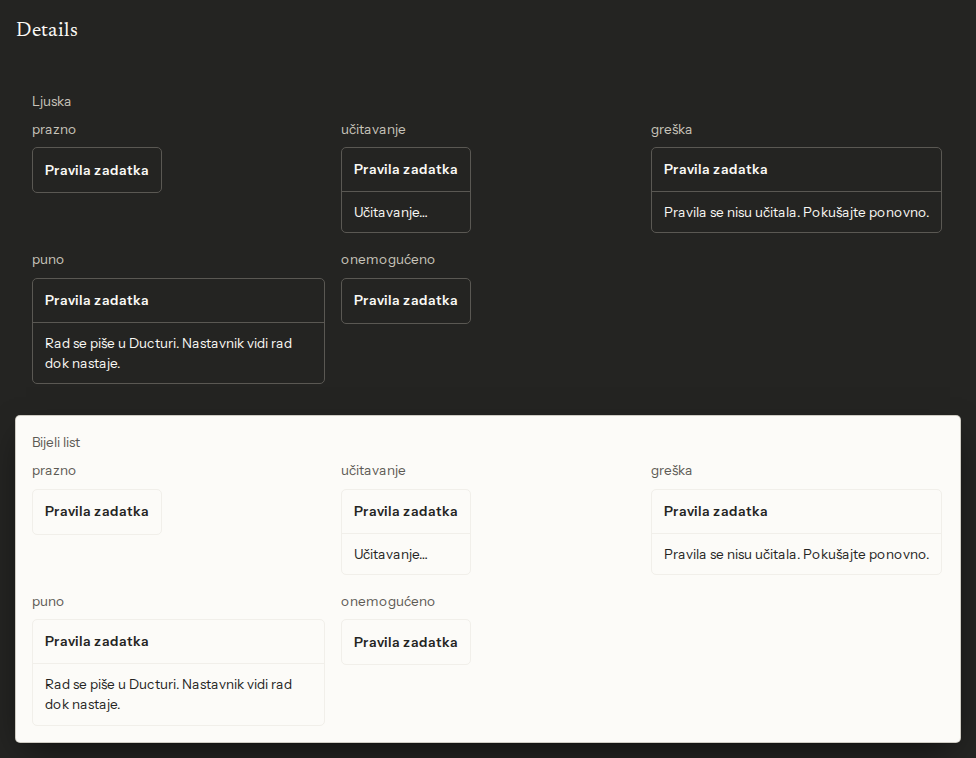 Details
Ljuska
prazno
učitavanje
greška
Pravila zadatka
Pravila zadatka
Pravila zadatka
Učitavanje...
Pravila se nisu učitala. Pokušajte ponovno.
puno
onemogućeno
Pravila zadatka
Pravila zadatka
Rad se piše u Ducturi. Nastavnik vidi rad
dok nastaje.
Bijeli list
prazno
učitavanje
greška
Pravila zadatka
Pravila zadatka
Pravila zadatka
Učitavanje...
Pravila se nisu učitala. Pokušajte ponovno.
puno
onemogućeno
Pravila zadatka
Pravila zadatka
Rad se piše u Ducturi. Nastavnik vidi rad
dok nastaje.